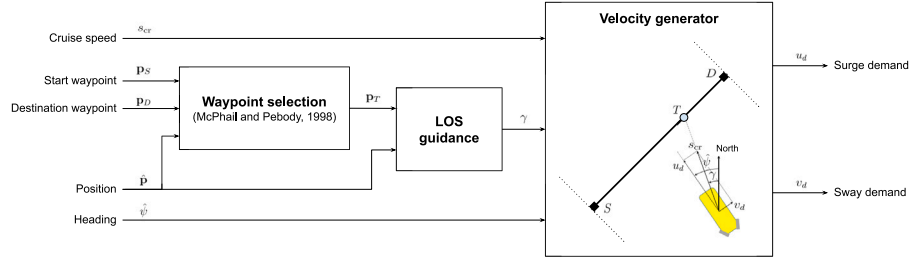 Velocity generator
Cruise speed
s_cr
Start waypoint
p_S
Destination waypoint
p_D
Waypoint selection
(McPhail and Pebody, 1998)
p_T
LOS
guidance
γ
Position
p̂
Heading
ψ̂
D
T
S
North
s_cr
ψ̂
u_d
γ
v_d
u_d
Surge demand
v_d
Sway demand